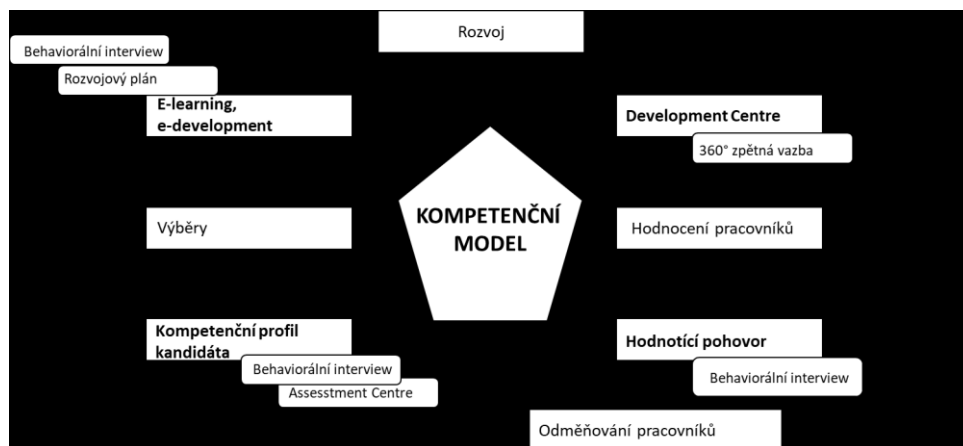 Rozvoj
Behaviorální interview
Rozvojový plán
E-learning,
e-development
Development Centre
360° zpětná vazba
Výběry
KOMPETENČNÍ
MODEL
Hodnocení pracovníků
Kompetenční profil
kandidáta
Behaviorální interview
Assesstment Centre
Hodnotící pohovor
Behaviorální interview
Odměňování pracovníků